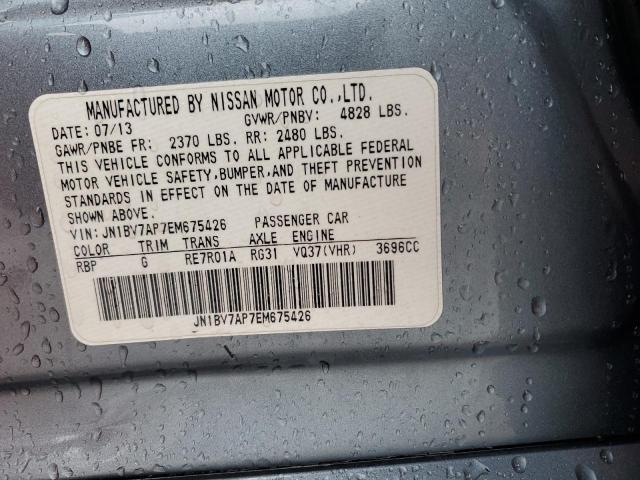 MANUFACTURED BY NISSAN MOTOR CO.,LTD.
DATE: 07/13 GVWR/PNBV: 4828 LBS.
GAWR/PNBE FR: 2370 LBS. RR: 2480 LBS.
THIS VEHICLE CONFORMS TO ALL APPLICABLE FEDERAL
MOTOR VEHICLE SAFETY,BUMPER,AND THEFT PREVENTION
STANDARDS IN EFFECT ON THE DATE OF MANUFACTURE
SHOWN ABOVE.
VIN: JN1BV7AP7EM675426 PASSENGER CAR
COLOR TRIM TRANS AXLE ENGINE
RBP G RE7R01A RG31 VQ37(VHR) 3696CC
JN1BV7AP7EM675426